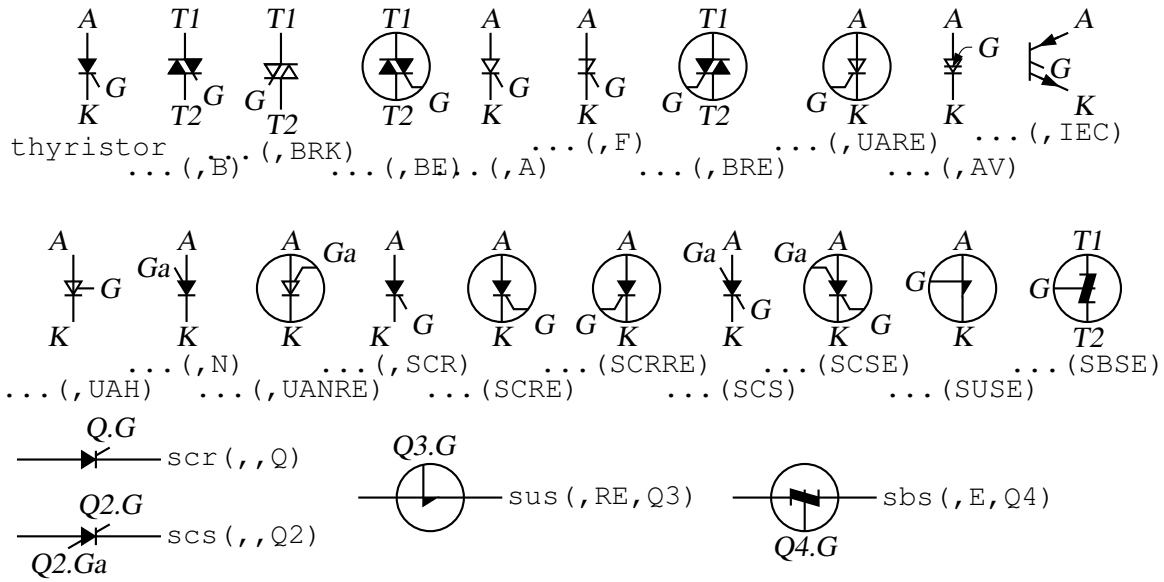 A T1 T1 T1 A A T1 A A A
G G G G G G G G G G
K T2 T2 T2 K K T2 K K K
thyristor ...(,BRK) ...(,F) ...(,UARE) ...(,IEC)
...(,B) ...(,BE) ...(,A) ...(,BRE) ...(,AV)
A A A A A A A A A T1
G Ga Ga G G G Ga G Ga G G G
K K K K K K K K K T2
...(,N) ...(,SCR) ...(SCRRE) ...(SCSE) ...(SBSE)
...(,UAH) ...(,UANRE) ...(SCRE) ...(SCS) ...(SUSE)
Q.G
scr(,,Q)
Q2.G
scs(,,Q2)
Q2.Ga
Q3.G
sus(,RE,Q3)
sbs(,E,Q4)
Q4.G